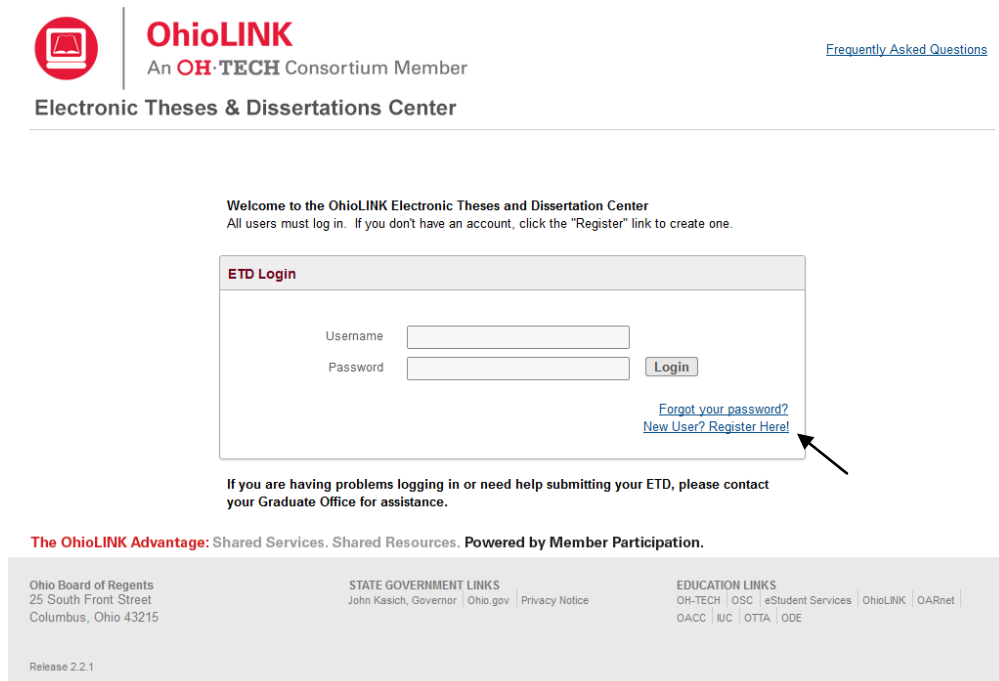 OhioLINK
An OH·TECH Consortium Member
Frequently Asked Questions
Electronic Theses & Dissertations Center
Welcome to the OhioLINK Electronic Theses and Dissertation Center
All users must log in. If you don't have an account, click the "Register" link to create one.
ETD Login
Username
Password
Login
Forgot your password?
New User? Register Here!
If you are having problems logging in or need help submitting your ETD, please contact
your Graduate Office for assistance.
The OhioLINK Advantage: Shared Services. Shared Resources. Powered by Member Participation.
Ohio Board of Regents
25 South Front Street
Columbus, Ohio 43215
STATE GOVERNMENT LINKS
John Kasich, Governor Ohio.gov Privacy Notice
EDUCATION LINKS
OH-TECH OSC eStudent Services OhioLINK OARnet
OACC IUC OTTA ODE
Release 2.2.1